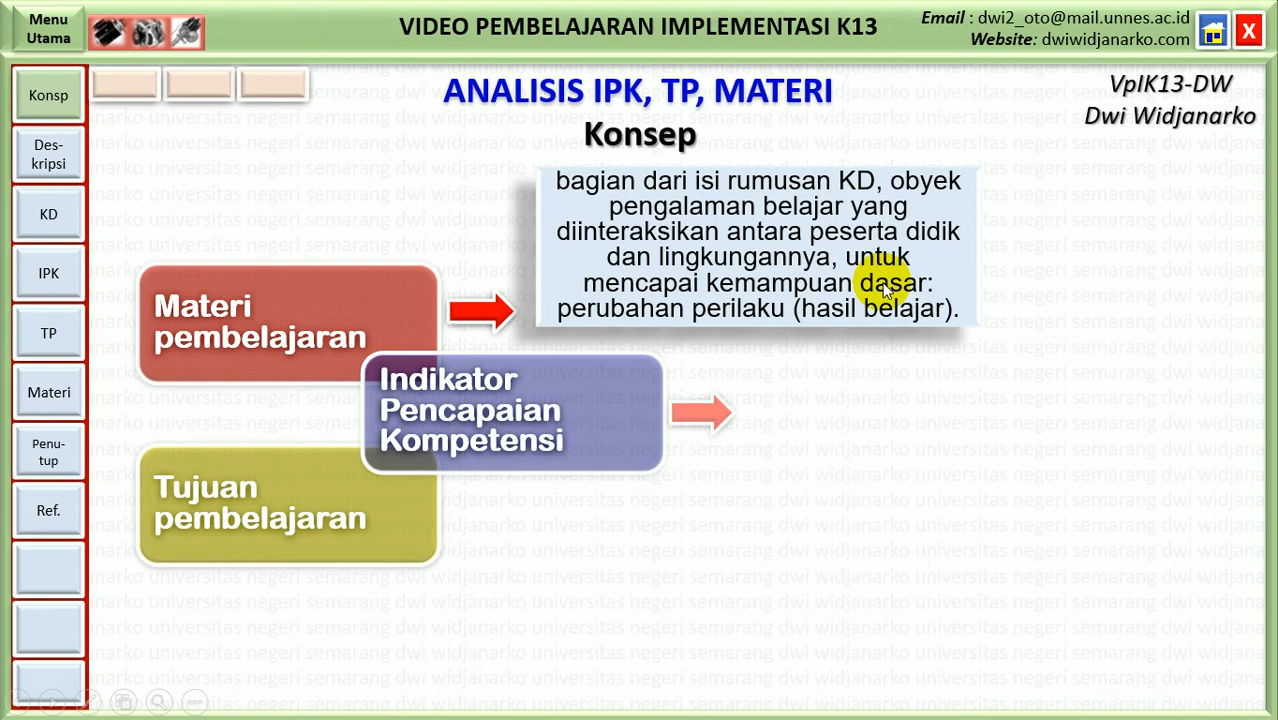 Menu
Utama
VIDEO PEMBELAJARAN IMPLEMENTASI K13
Email : dwi2_oto@mail.unnes.ac.id
Website: dwiwidjanarko.com
X
Konsp
Des-
kripsi
KD
IPK
TP
Materi
Penu-
tup
Ref.
ANALISIS IPK, TP, MATERI
Konsep
VpIK13-DW
Dwi Widjanarko
bagian dari isi rumusan KD, obyek
pengalaman belajar yang
diinteraksikan antara peserta didik
dan lingkungannya, untuk
mencapai kemampuan dasar:
perubahan perilaku (hasil belajar).
Materi
pembelajaran
Indikator
Pencapaian
Kompetensi
Tujuan
pembelajaran